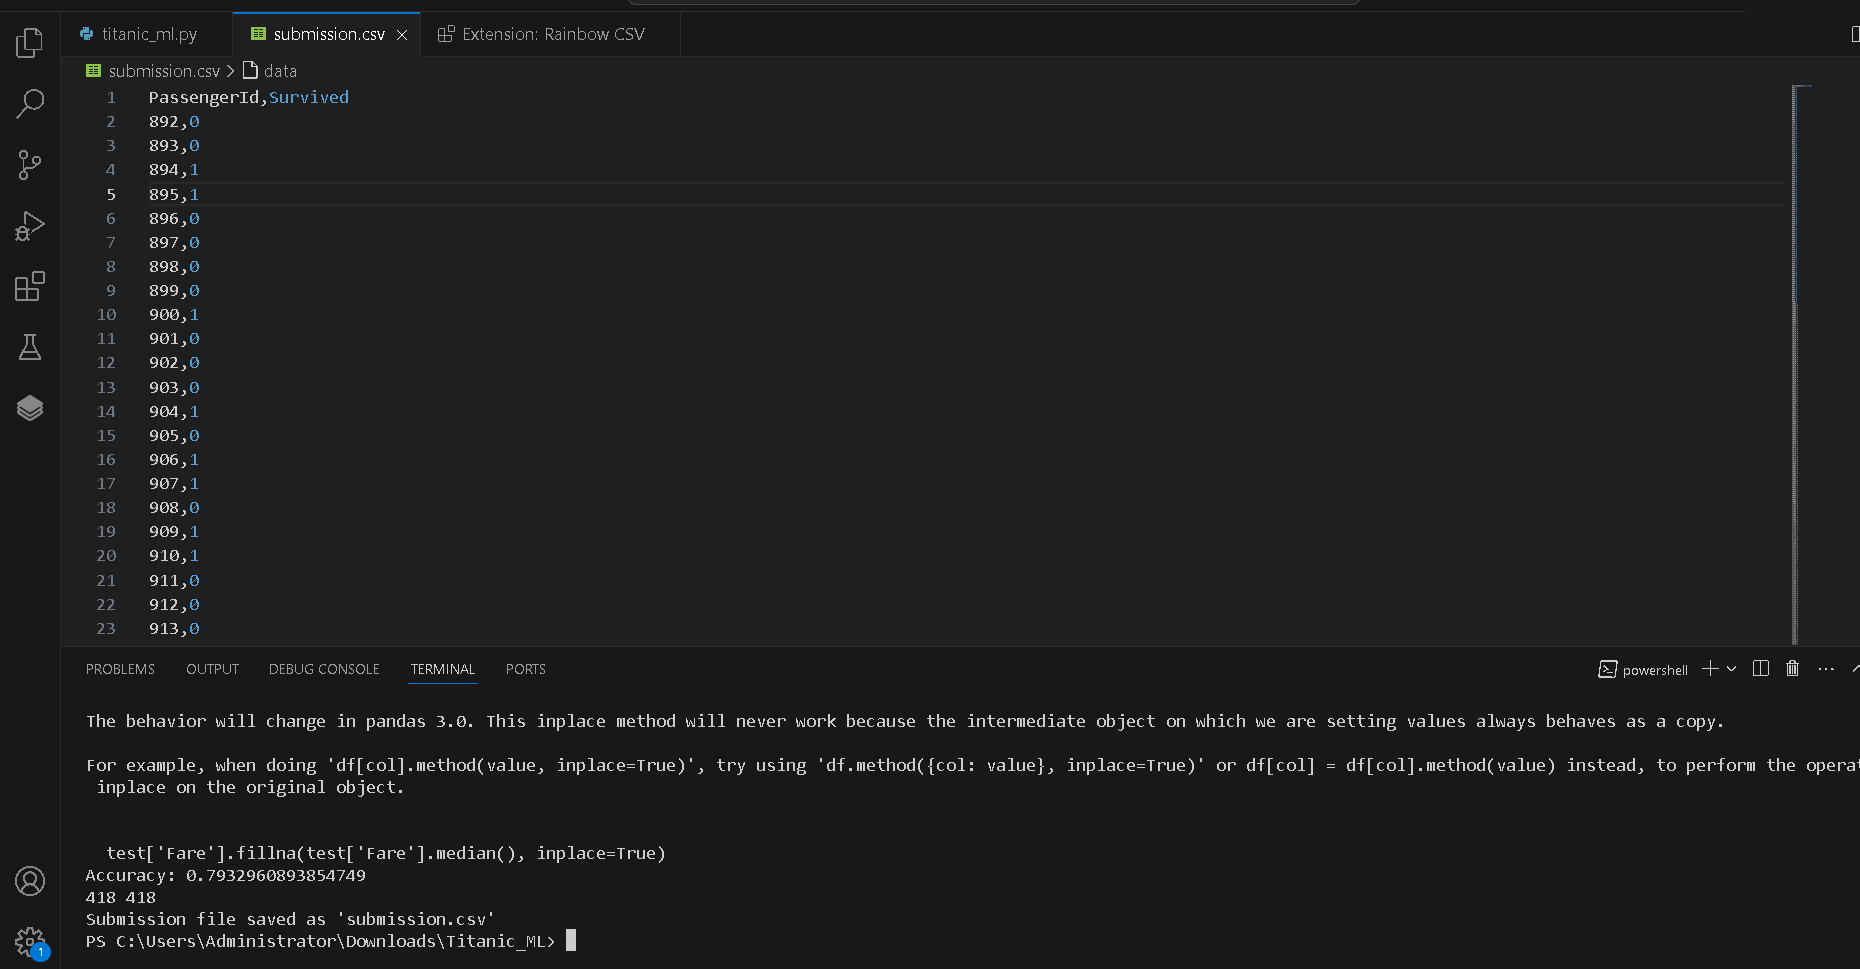 titanic_ml.py
submission.csv
Extension: Rainbow CSV
submission.csv
data
1 PassengerId,Survived
2 892,0
3 893,0
4 894,1
5 895,1
6 896,0
7 897,0
8 898,0
9 899,0
10 900,1
11 901,0
12 902,0
13 903,0
14 904,1
15 905,0
16 906,1
17 907,1
18 908,0
19 909,1
20 910,1
21 911,0
22 912,0
23 913,0
PROBLEMS OUTPUT DEBUG CONSOLE TERMINAL PORTS
powershell
The behavior will change in pandas 3.0. This inplace method will never work because the intermediate object on which we are setting values always behaves as a copy.
For example, when doing 'df[col].method(value, inplace=True)', try using 'df.method({col: value}, inplace=True)' or df[col] = df[col].method(value) instead, to perform the operat
inplace on the original object.
test['Fare'].fillna(test['Fare'].median(), inplace=True)
Accuracy: 0.7932960893854749
418 418
Submission file saved as 'submission.csv'
PS C:\Users\Administrator\Downloads\Titanic_ML>
1